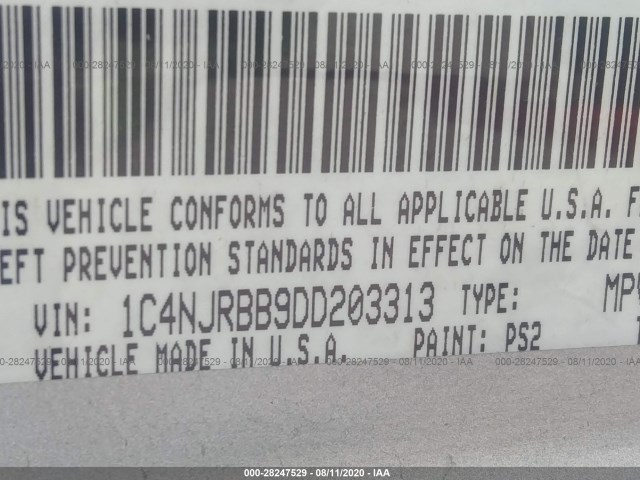 IS VEHICLE CONFORMS TO ALL APPLICABLE U.S.A. F
EFT PREVENTION STANDARDS IN EFFECT ON THE DATE
VIN: 1C4NJRBB9DD203313 TYPE: MP
VEHICLE MADE IN U.S.A. PAINT: PS2
000-28247529 - 08/11/2020 - IAA